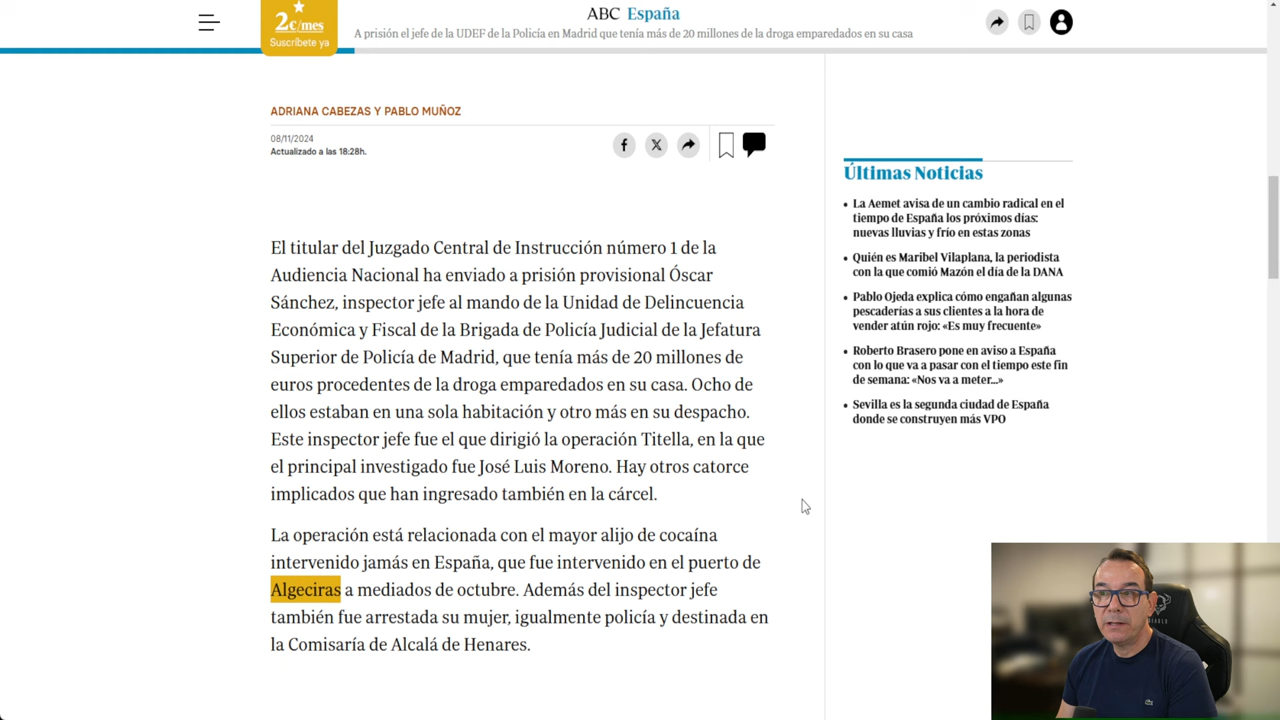 2€/mes
Suscríbete ya
ABC España
A prisión el jefe de la UDEF de la Policía en Madrid que tenía más de 20 millones de la droga emparedados en su casa
ADRIANA CABEZAS Y PABLO MUÑOZ
08/11/2024
Actualizado a las 18:28h.
El titular del Juzgado Central de Instrucción número 1 de la
Audiencia Nacional ha enviado a prisión provisional Óscar
Sánchez, inspector jefe al mando de la Unidad de Delincuencia
Económica y Fiscal de la Brigada de Policía Judicial de la Jefatura
Superior de Policía de Madrid, que tenía más de 20 millones de
euros procedentes de la droga emparedados en su casa. Ocho de
ellos estaban en una sola habitación y otro más en su despacho.
Este inspector jefe fue el que dirigió la operación Titella, en la que
el principal investigado fue José Luis Moreno. Hay otros catorce
implicados que han ingresado también en la cárcel.
La operación está relacionada con el mayor alijo de cocaína
intervenido jamás en España, que fue intervenido en el puerto de
Algeciras a mediados de octubre. Además del inspector jefe
también fue arrestada su mujer, igualmente policía y destinada en
la Comisaría de Alcalá de Henares.
Últimas Noticias
La Aemet avisa de un cambio radical en el
tiempo de España los próximos días:
nuevas lluvias y frío en estas zonas
Quién es Maribel Vilaplana, la periodista
con la que comió Mazón el día de la DANA
Pablo Ojeda explica cómo engañan algunas
pescaderías a sus clientes a la hora de
vender atún rojo: «Es muy frecuente»
Roberto Brasero pone en aviso a España
con lo que va a pasar con el tiempo este fin
de semana: «Nos va a meter...»
Sevilla es la segunda ciudad de España
donde se construyen más VPO